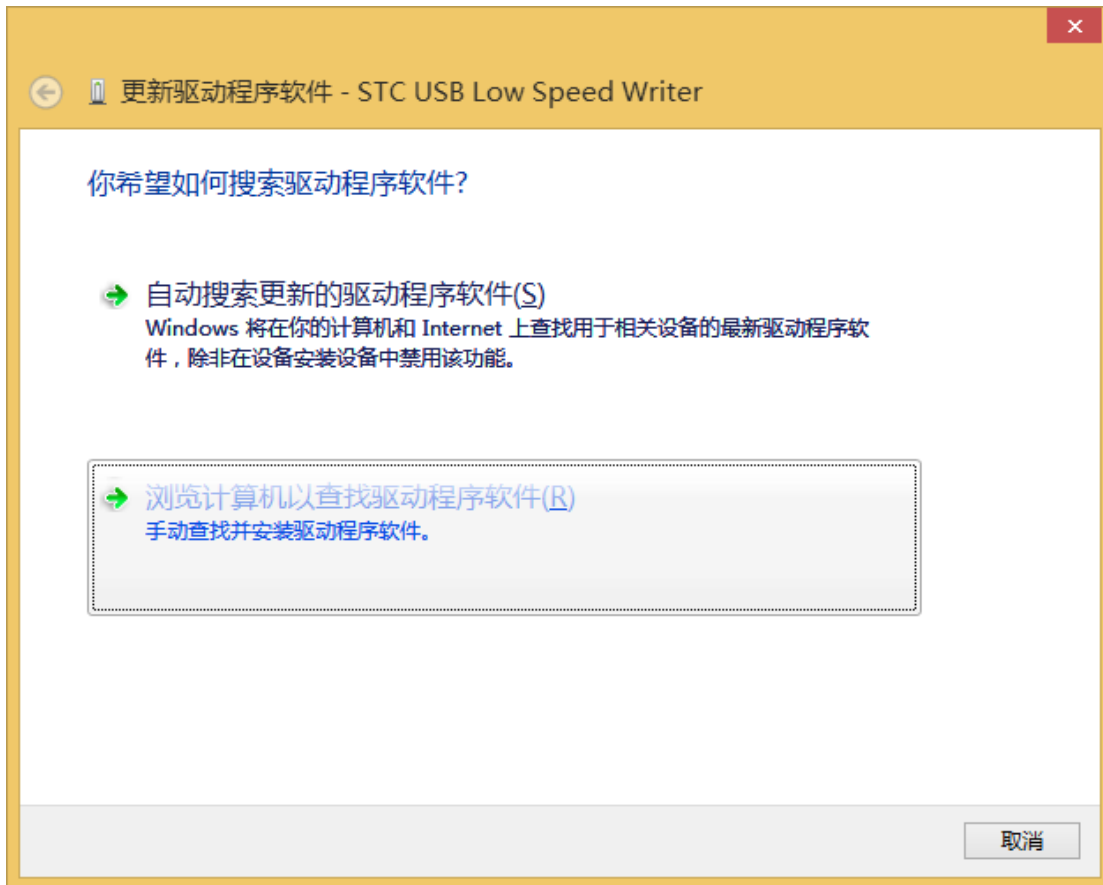 更新驱动程序软件 - STC USB Low Speed Writer
你希望如何搜索驱动程序软件?
自动搜索更新的驱动程序软件(S)
Windows 将在你的计算机和 Internet 上查找用于相关设备的最新驱动程序软
件，除非在设备安装设备中禁用该功能。
浏览计算机以查找驱动程序软件(R)
手动查找并安装驱动程序软件。
取消